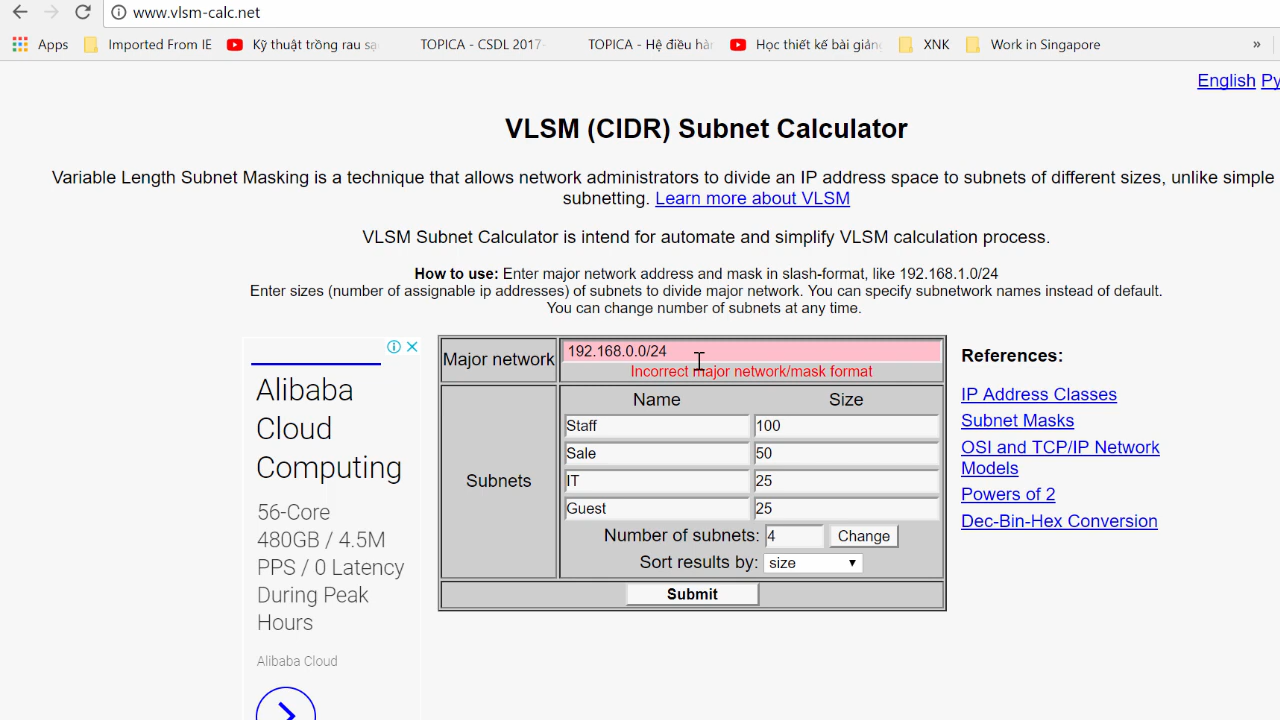 www.vlsm-calc.net
Apps Imported From IE Kỹ thuật trồng rau sạ TOPICA - CSDL 2017- TOPICA - Hệ điều hàn Học thiết kế bài giản XNK Work in Singapore »
English Ру
VLSM (CIDR) Subnet Calculator
Variable Length Subnet Masking is a technique that allows network administrators to divide an IP address space to subnets of different sizes, unlike simple
subnetting. Learn more about VLSM
VLSM Subnet Calculator is intend for automate and simplify VLSM calculation process.
How to use: Enter major network address and mask in slash-format, like 192.168.1.0/24
Enter sizes (number of assignable ip addresses) of subnets to divide major network. You can specify subnetwork names instead of default.
You can change number of subnets at any time.
Alibaba
Cloud
Computing
56-Core
480GB / 4.5M
PPS / 0 Latency
During Peak
Hours
Alibaba Cloud
Major network 192.168.0.0/24
Incorrect major network/mask format
Subnets
Name Size
Staff 100
Sale 50
IT 25
Guest 25
Number of subnets: 4 Change
Sort results by: size
Submit
References:
IP Address Classes
Subnet Masks
OSI and TCP/IP Network
Models
Powers of 2
Dec-Bin-Hex Conversion